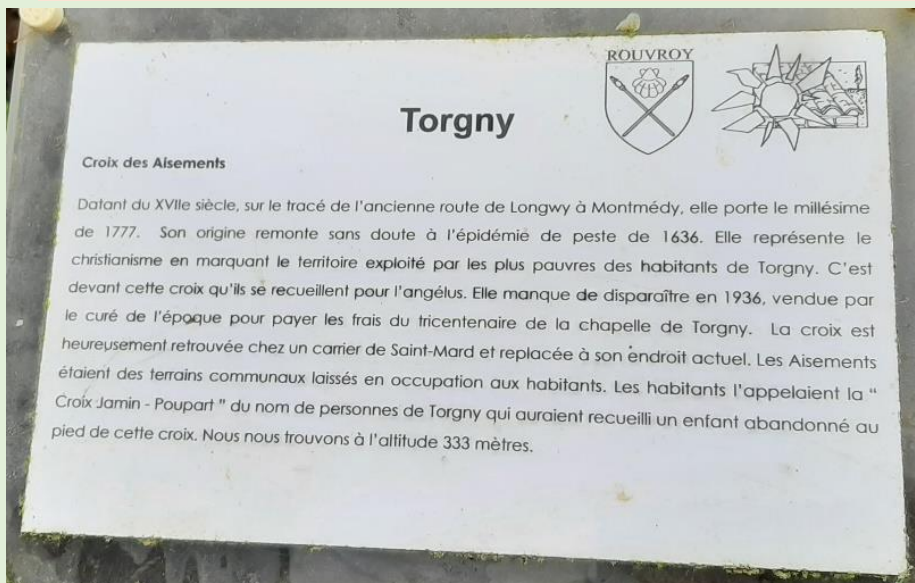 ROUVROY
Torgny
Croix des Aisements
Datant du XVIIe siècle, sur le tracé de l'ancienne route de Longwy à Montmédy, elle porte le millésime
de 1777. Son origine remonte sans doute à l'épidémie de peste de 1636. Elle représente le
christianisme en marquant le territoire exploité par les plus pauvres des habitants de Torgny. C'est
devant cette croix qu'ils se recueillent pour l'angélus. Elle manque de disparaître en 1936, vendue par
le curé de l'époque pour payer les frais du tricentenaire de la chapelle de Torgny. La croix est
heureusement retrouvée chez un carrier de Saint-Mard et replacée à son endroit actuel. Les Aisements
étaient des terrains communaux laissés en occupation aux habitants. Les habitants l'appelaient la "
Croix Jamin - Poupart " du nom de personnes de Torgny qui auraient recueilli un enfant abandonné au
pied de cette croix. Nous nous trouvons à l'altitude 333 mètres.